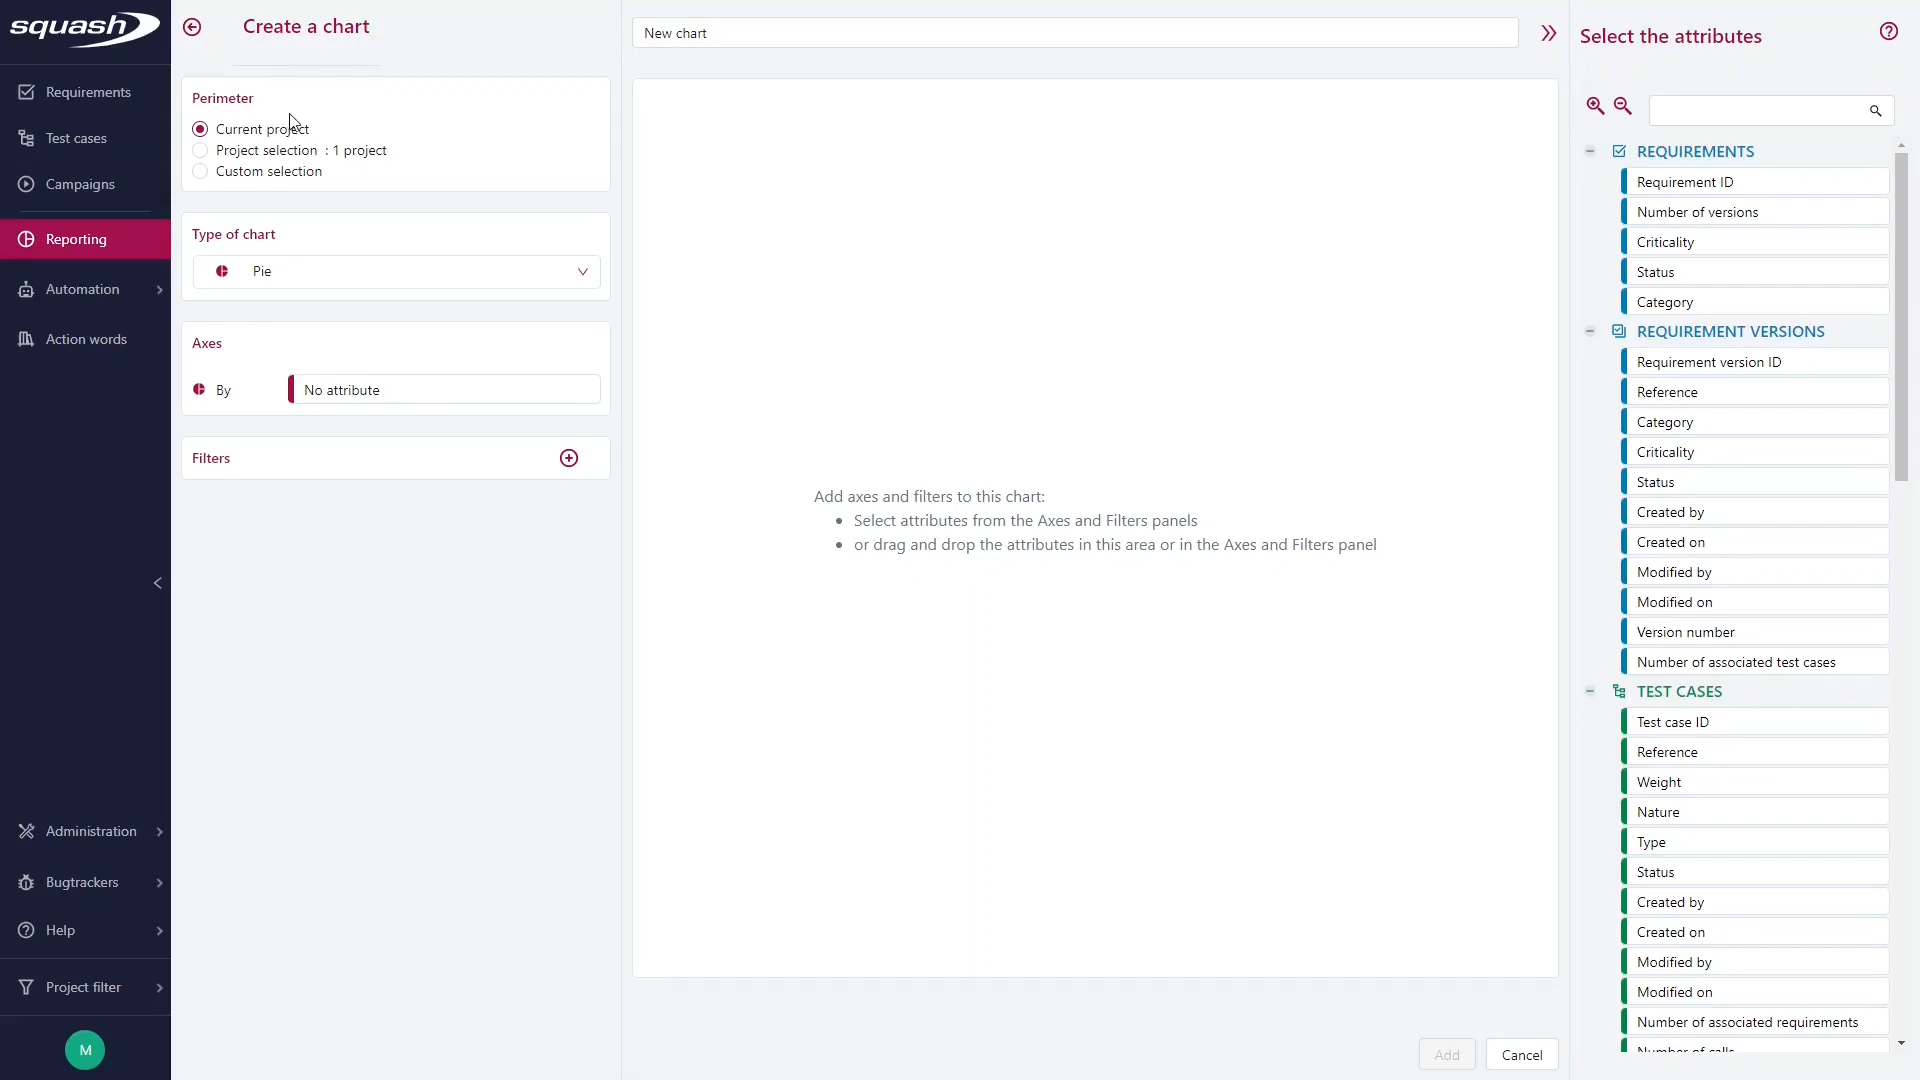 squash
Requirements
Test cases
Campaigns
Reporting
Automation
Action words
Administration
Bugtrackers
Help
Project filter
M
Create a chart
Perimeter
Current project
Project selection : 1 project
Custom selection
Type of chart
Pie
Axes
By
No attribute
Filters
New chart
Add axes and filters to this chart:
Select attributes from the Axes and Filters panels
or drag and drop the attributes in this area or in the Axes and Filters panel
Add
Cancel
Select the attributes
REQUIREMENTS
Requirement ID
Number of versions
Criticality
Status
Category
REQUIREMENT VERSIONS
Requirement version ID
Reference
Category
Criticality
Status
Created by
Created on
Modified by
Modified on
Version number
Number of associated test cases
TEST CASES
Test case ID
Reference
Weight
Nature
Type
Status
Created by
Created on
Modified by
Modified on
Number of associated requirements
Number of calls